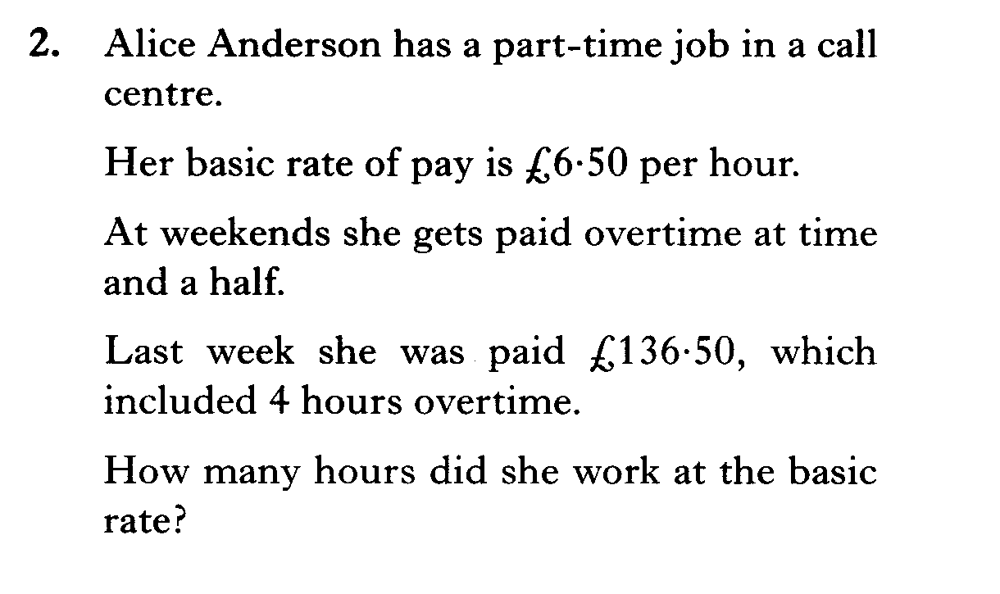 2. Alice Anderson has a part-time job in a call
centre.
Her basic rate of pay is £6·50 per hour.
At weekends she gets paid overtime at time
and a half.
Last week she was paid £136·50, which
included 4 hours overtime.
How many hours did she work at the basic
rate?